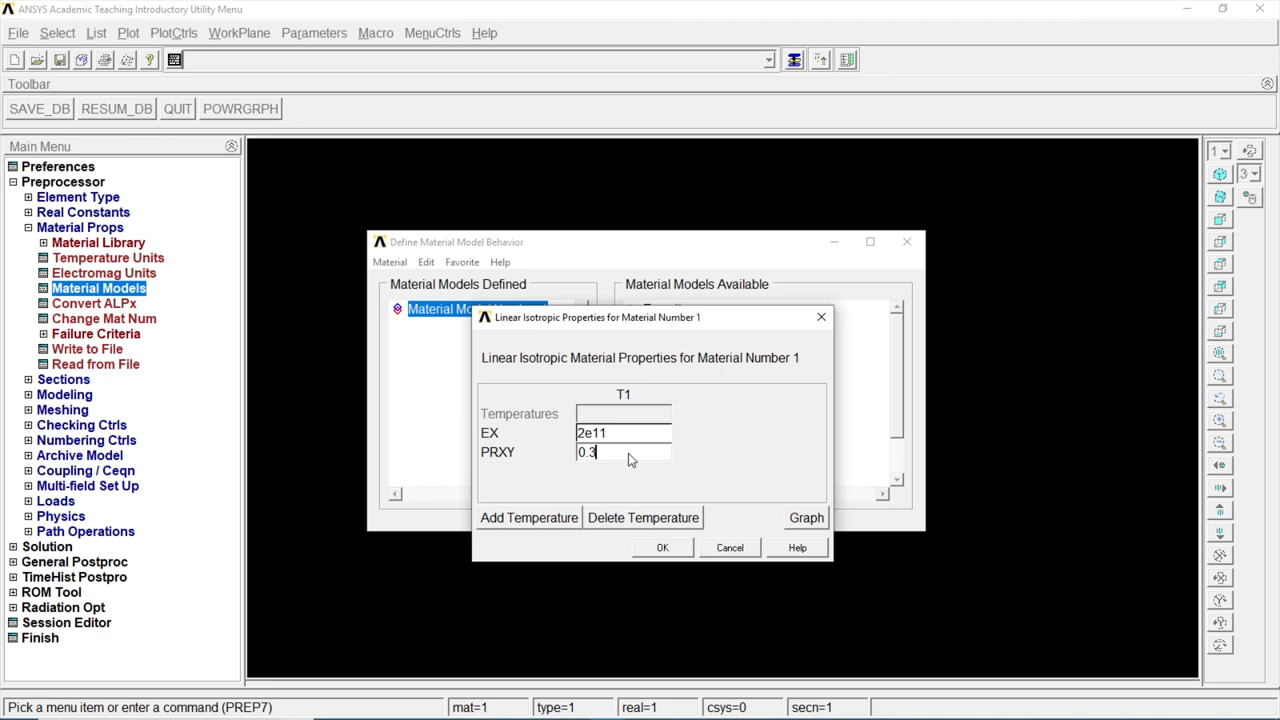 ANSYS Academic Teaching Introductory Utility Menu
File Select List Plot PlotCtrls WorkPlane Parameters Macro MenuCtrls Help
?
Toolbar
SAVE_DB RESUM_DB QUIT POWRGRPH
Main Menu
Preferences
Preprocessor
Element Type
Real Constants
Material Props
Material Library
Temperature Units
Electromag Units
Material Models
Convert ALPx
Change Mat Num
Failure Criteria
Write to File
Read from File
Sections
Modeling
Meshing
Checking Ctrls
Numbering Ctrls
Archive Model
Coupling / Ceqn
Multi-field Set Up
Loads
Physics
Path Operations
Solution
General Postproc
TimeHist Postpro
ROM Tool
Radiation Opt
Session Editor
Finish
Define Material Model Behavior
Material Edit Favorite Help
Material Models Defined
Material Models Available
Linear Isotropic Properties for Material Number 1
Linear Isotropic Material Properties for Material Number 1
T1
Temperatures
EX 2e11
PRXY 0.3
Add Temperature Delete Temperature Graph
OK Cancel Help
1
3
Pick a menu item or enter a command (PREP7) mat=1 type=1 real=1 csys=0 secn=1